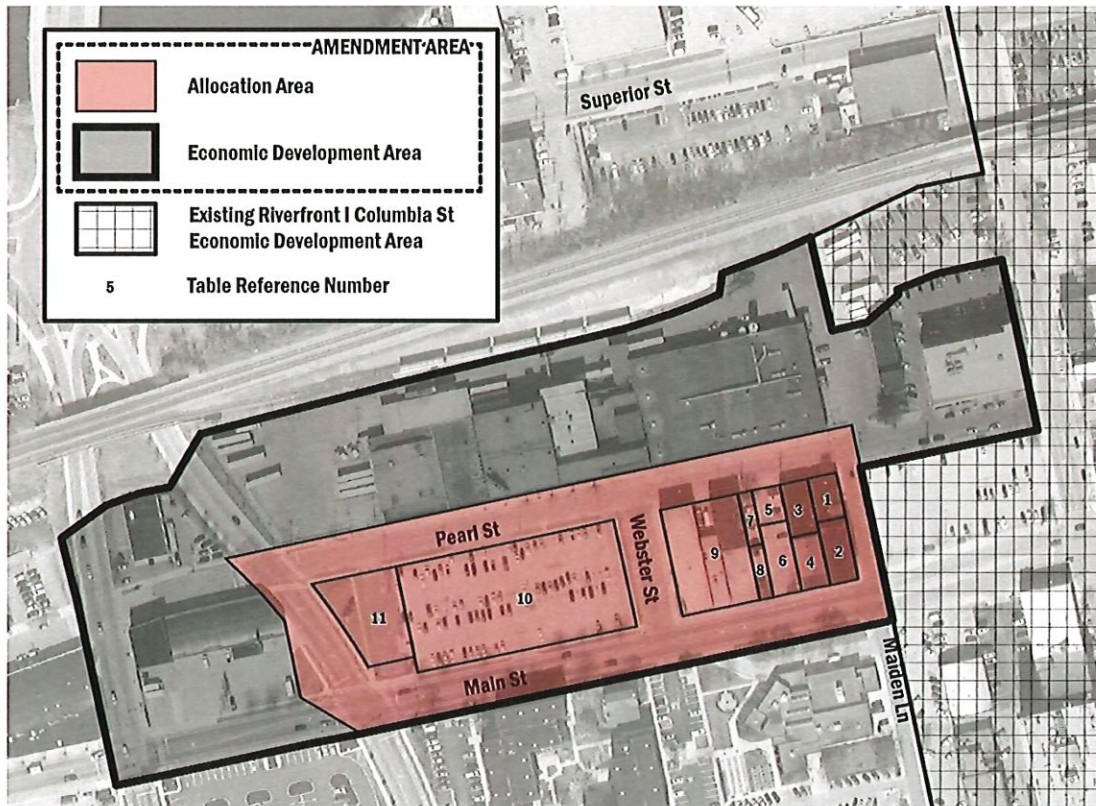 AMENDMENT AREA
Allocation Area
Economic Development Area
Existing Riverfront | Columbia St
Economic Development Area
5 Table Reference Number
Superior St
Pearl St
Webster St
Main St
Maiden Ln
1
2
3
4
5
6
7
8
9
10
11